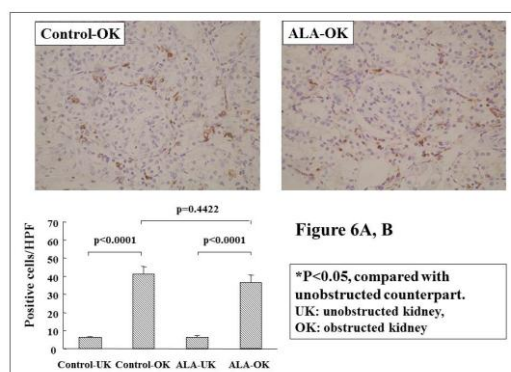 Control-OK
ALA-OK
p=0.4422
p<0.0001
p<0.0001
Positive cells/HPF
70
60
50
40
30
20
10
0
Control-UK
Control-OK
ALA-UK
ALA-OK
Figure 6A, B
*P<0.05, compared with
unobstructed counterpart.
UK: unobstructed kidney,
OK: obstructed kidney